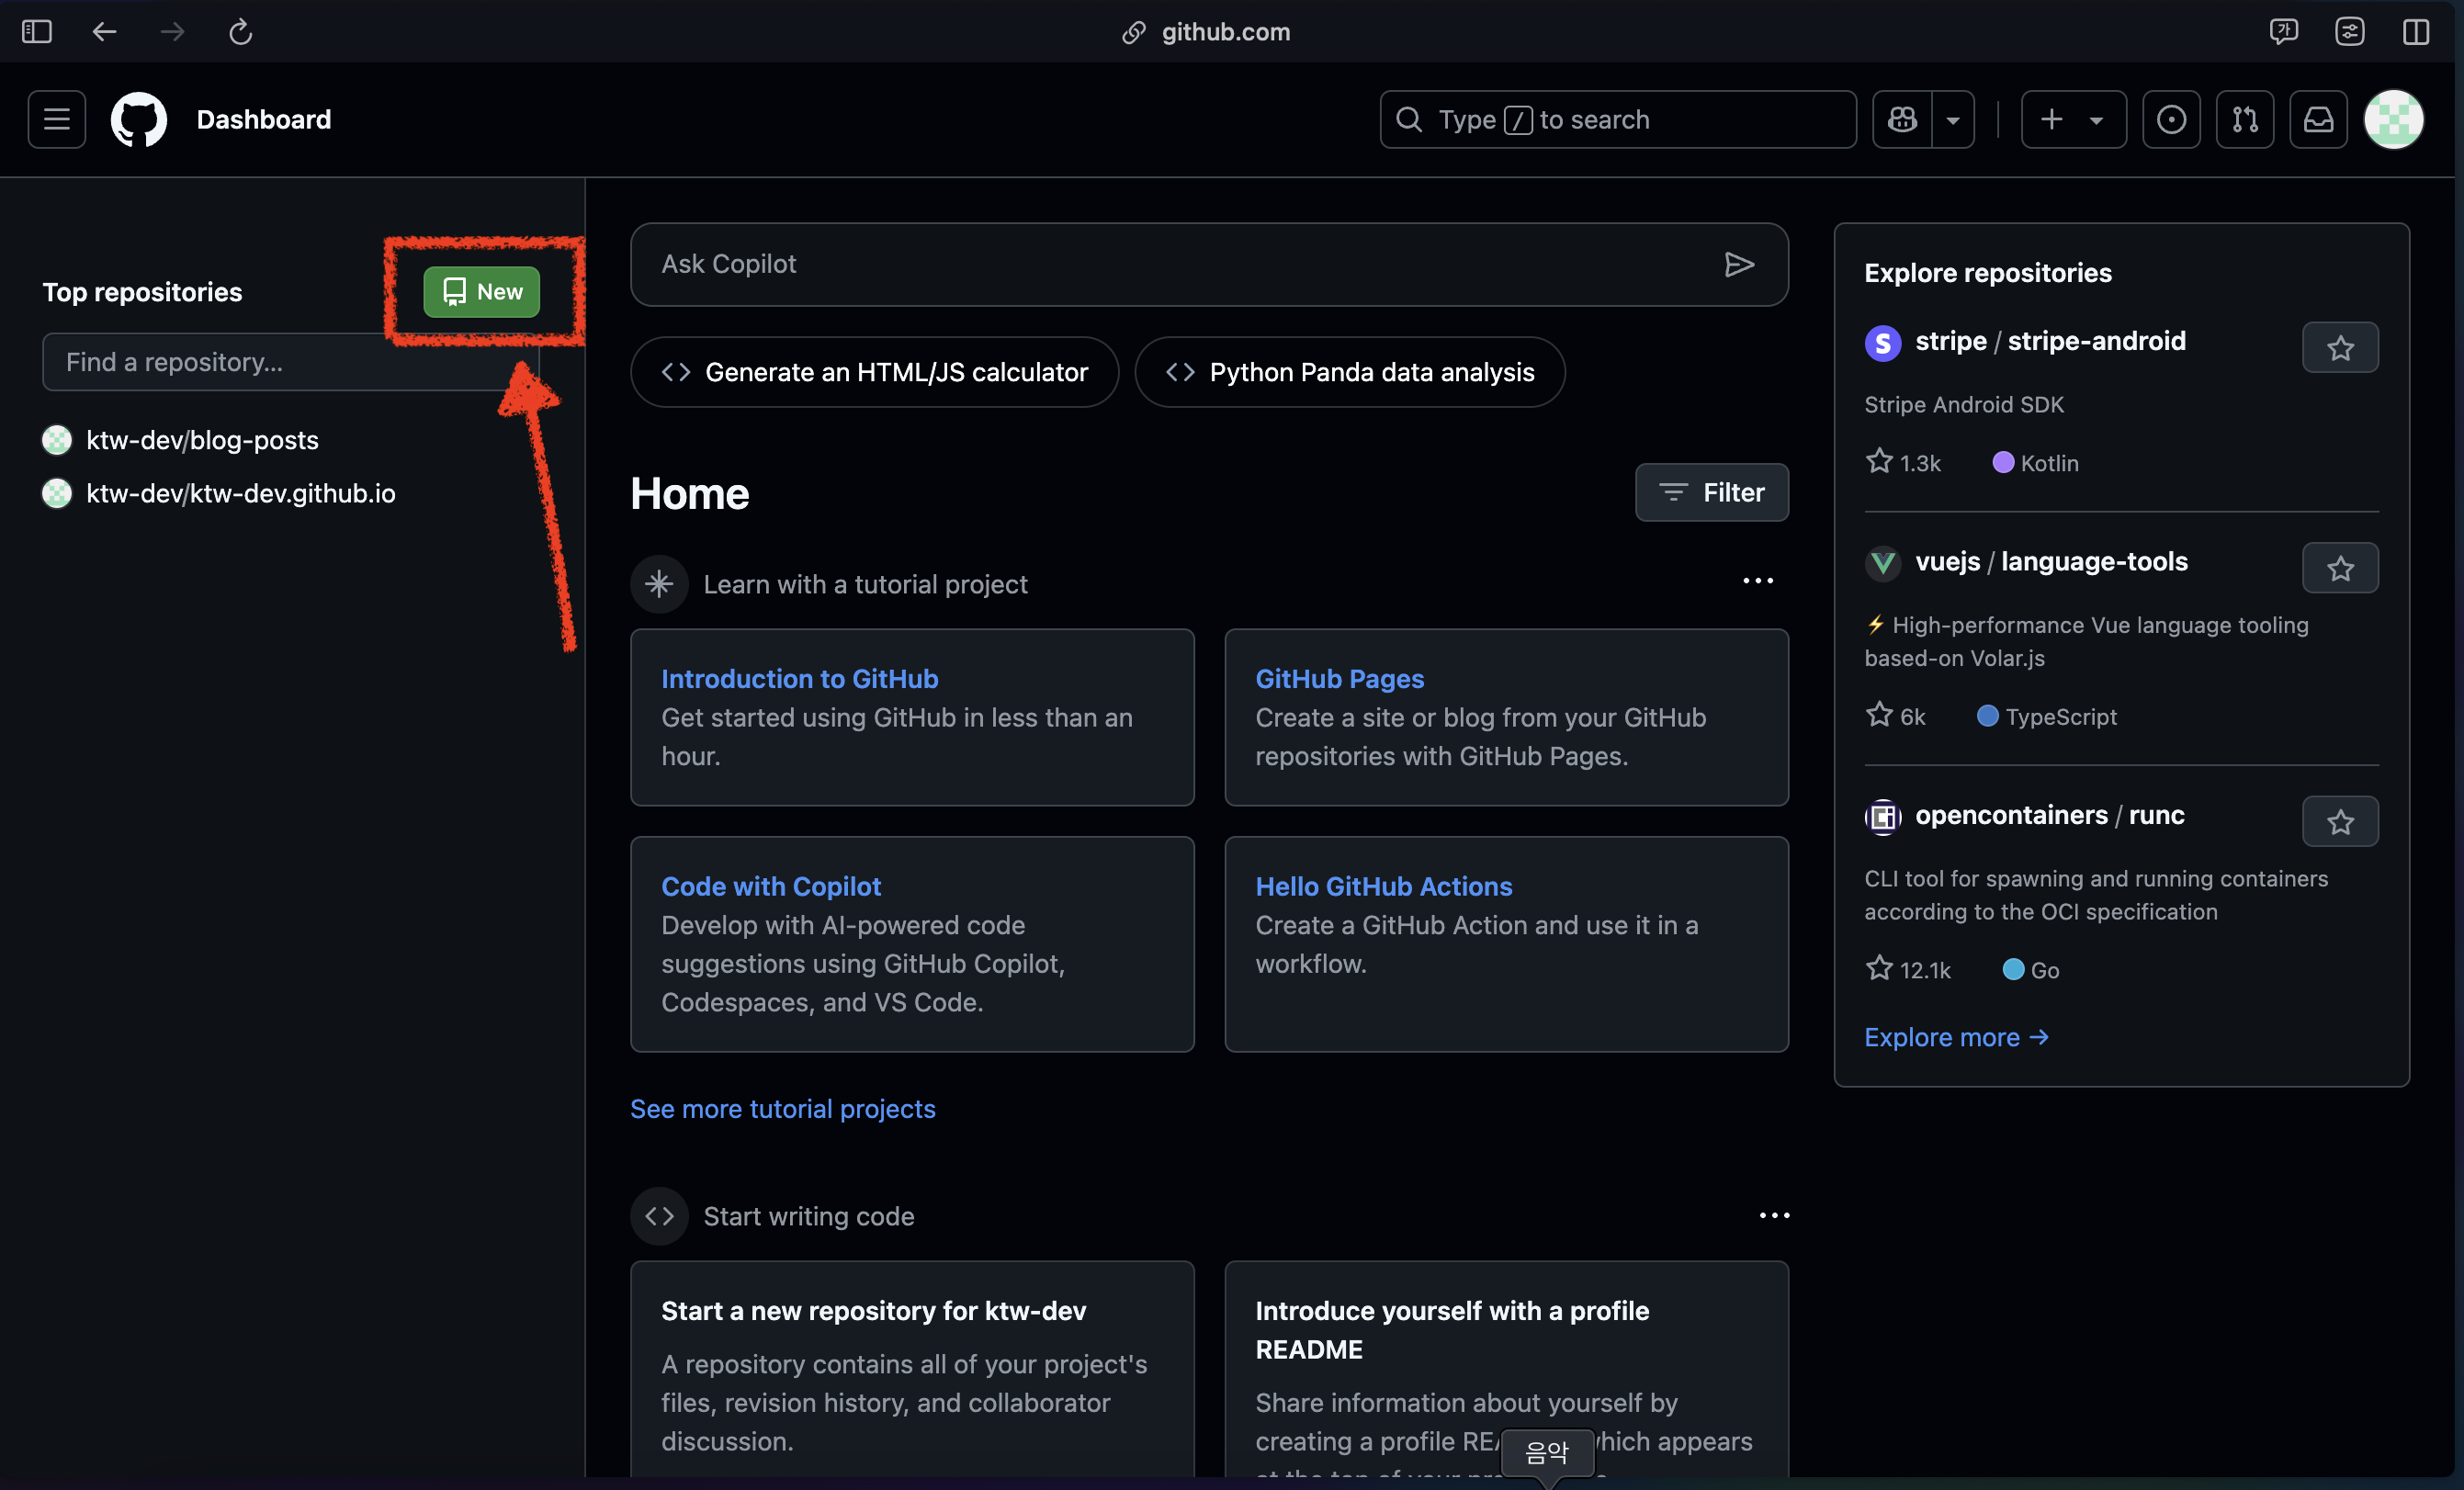 github.com
Dashboard
Type / to search
Top repositories
New
Find a repository...
ktw-dev/blog-posts
ktw-dev/ktw-dev.github.io
Ask Copilot
Generate an HTML/JS calculator
Python Panda data analysis
Home
Filter
Learn with a tutorial project
Introduction to GitHub
Get started using GitHub in less than an
hour.
GitHub Pages
Create a site or blog from your GitHub
repositories with GitHub Pages.
Code with Copilot
Develop with AI-powered code
suggestions using GitHub Copilot,
Codespaces, and VS Code.
Hello GitHub Actions
Create a GitHub Action and use it in a
workflow.
See more tutorial projects
Start writing code
Start a new repository for ktw-dev
A repository contains all of your project's
files, revision history, and collaborator
discussion.
Introduce yourself with a profile
README
Share information about yourself by
creating a profile which appears
at the top of your
음악
Explore repositories
stripe / stripe-android
Stripe Android SDK
1.3k Kotlin
vuejs / language-tools
⚡ High-performance Vue language tooling
based-on Volar.js
6k TypeScript
opencontainers / runc
CLI tool for spawning and running containers
according to the OCI specification
12.1k Go
Explore more →